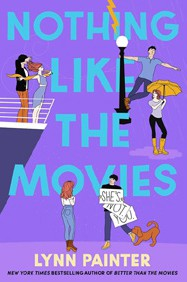 NOTHING
LIKE
THE
MOVIES
SHE'S
NOT
YOU
LYNN PAINTER
NEW YORK TIMES BESTSELLING AUTHOR OF BETTER THAN THE MOVIES